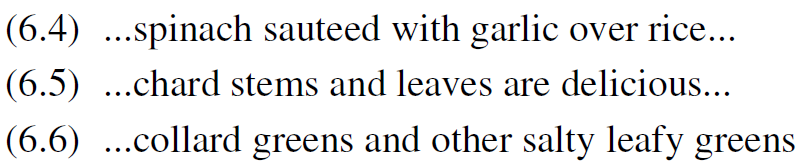 (6.4) ...spinach sauteed with garlic over rice...
(6.5) ...chard stems and leaves are delicious...
(6.6) ...collard greens and other salty leafy greens